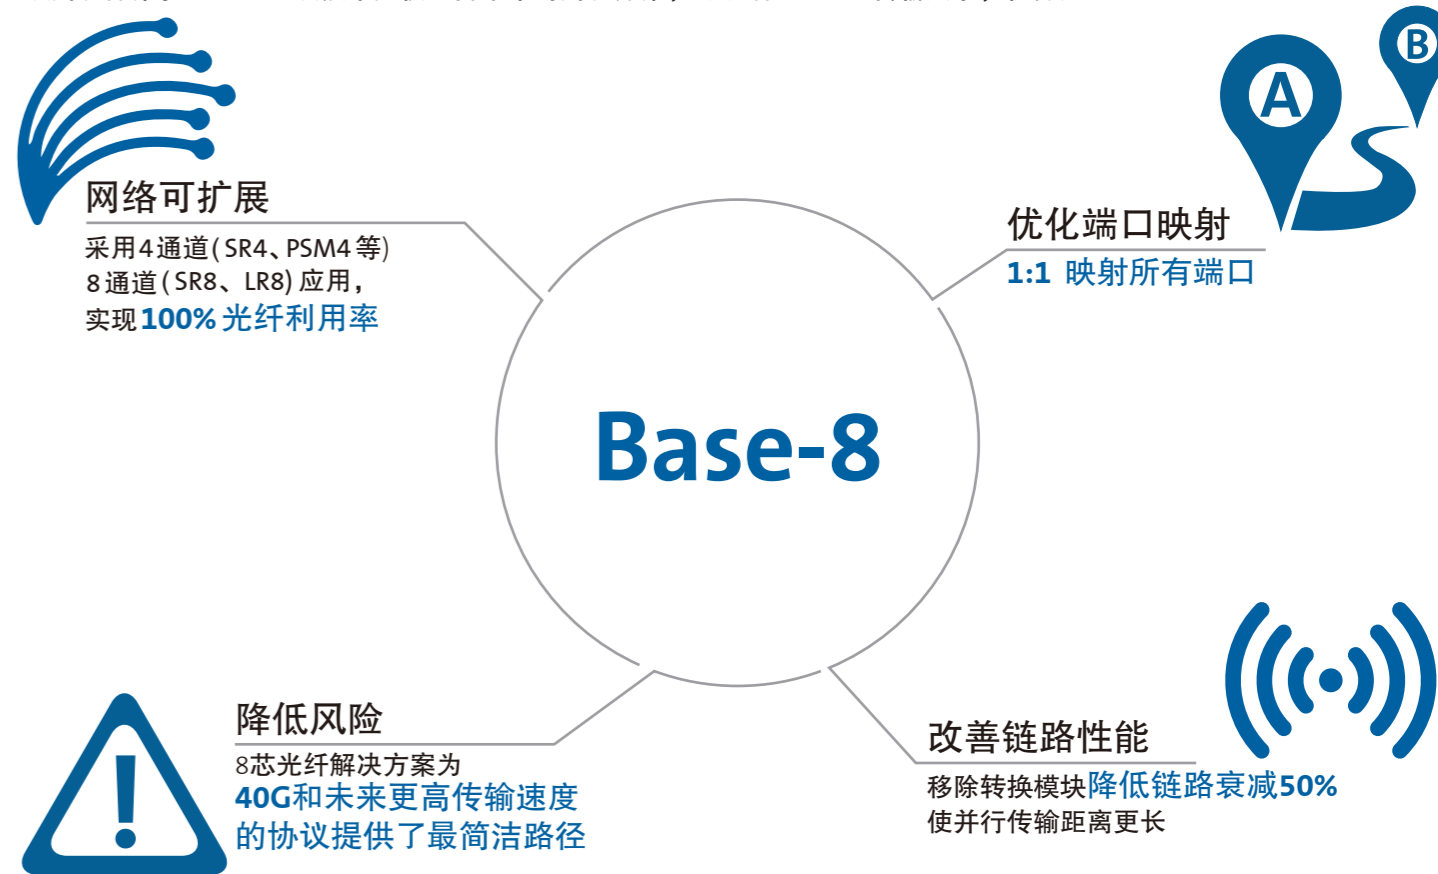 网络可扩展
采用4通道(SR4、PSM4等)
8通道(SR8、LR8)应用，
实现100%光纤利用率
A
B
优化端口映射
1:1 映射所有端口
Base-8
降低风险
8芯光纤解决方案为
40G和未来更高传输速度
的协议提供了最简洁路径
改善链路性能
移除转换模块降低链路衰减50%
使并行传输距离更长